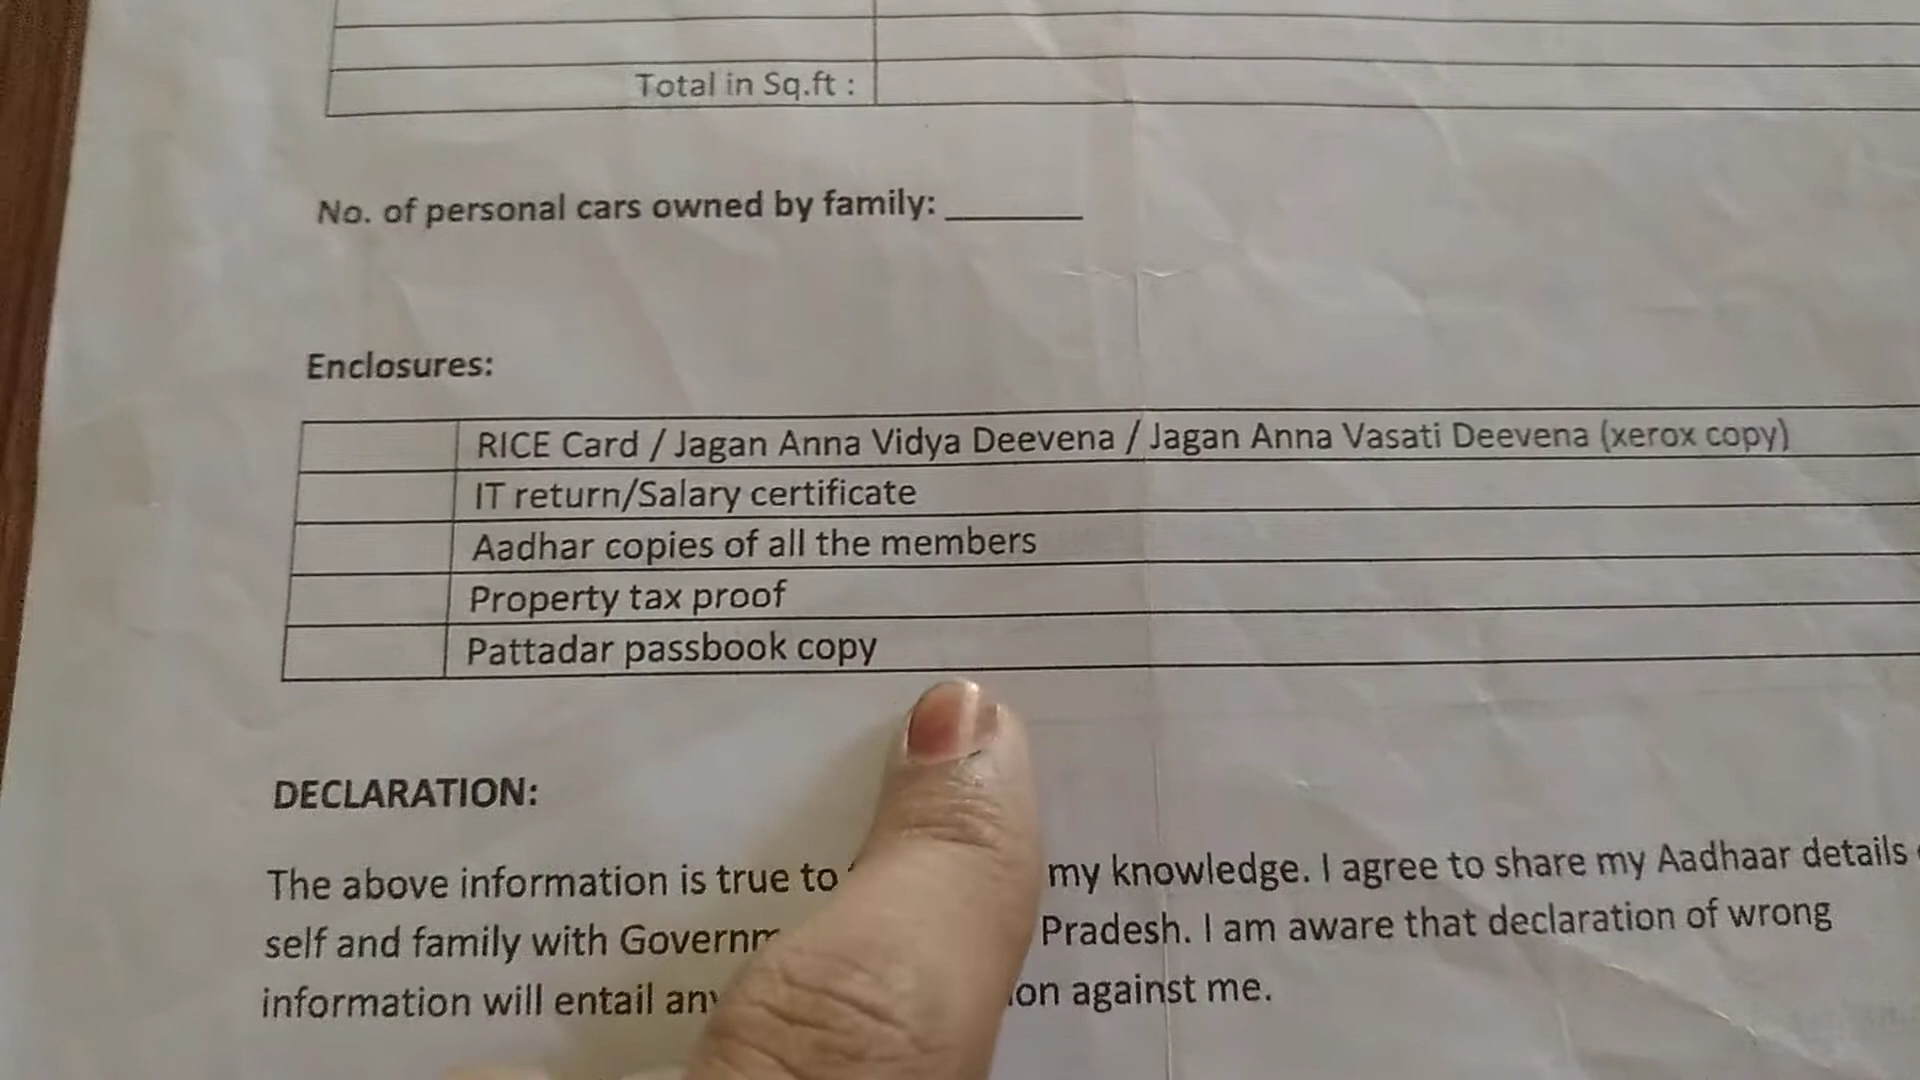 Total in Sq.ft :
No. of personal cars owned by family: _______
Enclosures:
RICE Card / Jagan Anna Vidya Deevena / Jagan Anna Vasati Deevena (xerox copy)
IT return/Salary certificate
Aadhar copies of all the members
Property tax proof
Pattadar passbook copy
DECLARATION:
The above information is true to my knowledge. I agree to share my Aadhaar details
self and family with Pradesh. I am aware that declaration of wrong
information will entail against me.